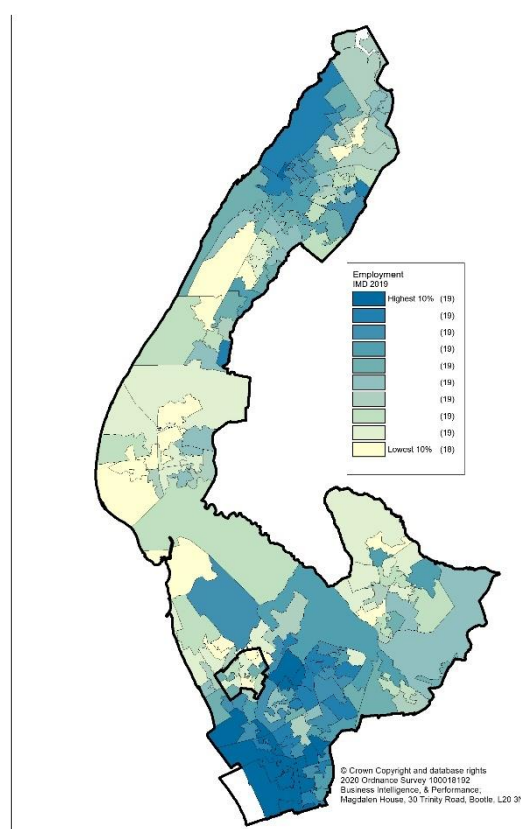 Employment
IMD 2019
Highest 10% (19)
(19)
(19)
(19)
(19)
(19)
(19)
(19)
(19)
Lowest 10% (18)
© Crown Copyright and database rights
2020 Ordnance Survey 100018192
Business Intelligence, & Performance,
Magdalen House, 30 Trinity Road, Bootle, L20